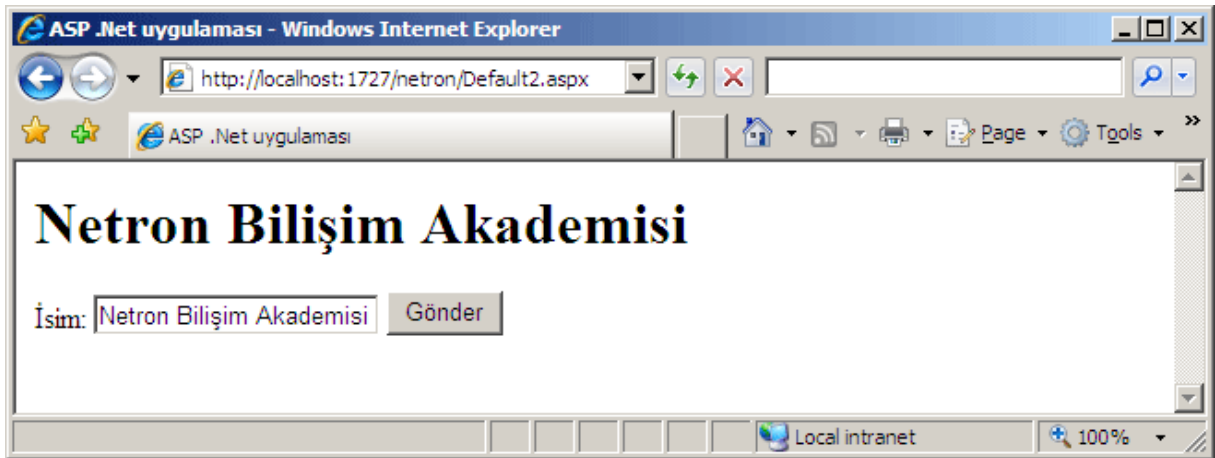 ASP .Net uygulaması - Windows Internet Explorer
http://localhost:1727/netron/Default2.aspx
ASP .Net uygulaması
Page Tools »
Netron Bilişim Akademisi
İsim: Netron Bilişim Akademisi Gönder
Local intranet 100%